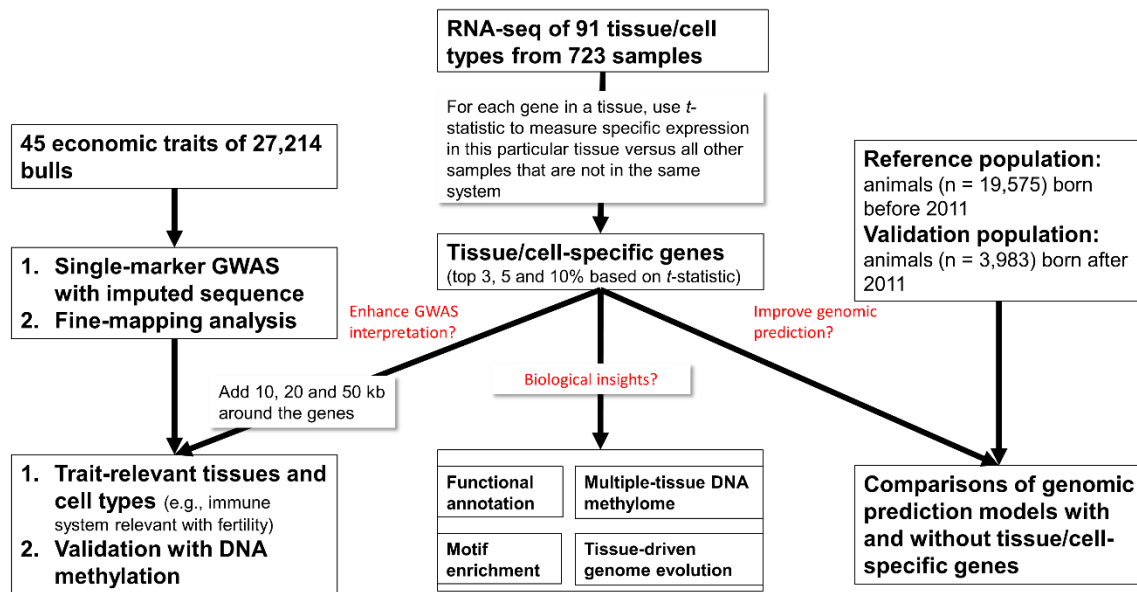 RNA-seq of 91 tissue/cell
types from 723 samples
For each gene in a tissue, use t-
statistic to measure specific expression
in this particular tissue versus all other
samples that are not in the same
system
45 economic traits of 27,214
bulls
Reference population:
animals (n = 19,575) born
before 2011
Validation population:
animals (n = 3,983) born after
2011
1. Single-marker GWAS
with imputed sequence
2. Fine-mapping analysis
Tissue/cell-specific genes
(top 3, 5 and 10% based on t-statistic)
Enhance GWAS
interpretation?
Improve genomic
prediction?
Biological insights?
Add 10, 20 and 50 kb
around the genes
1. Trait-relevant tissues and
cell types (e.g., immune
system relevant with fertility)
2. Validation with DNA
methylation
Functional
annotation
Multiple-tissue DNA
methylome
Motif
enrichment
Tissue-driven
genome evolution
Comparisons of genomic
prediction models with
and without tissue/cell-
specific genes